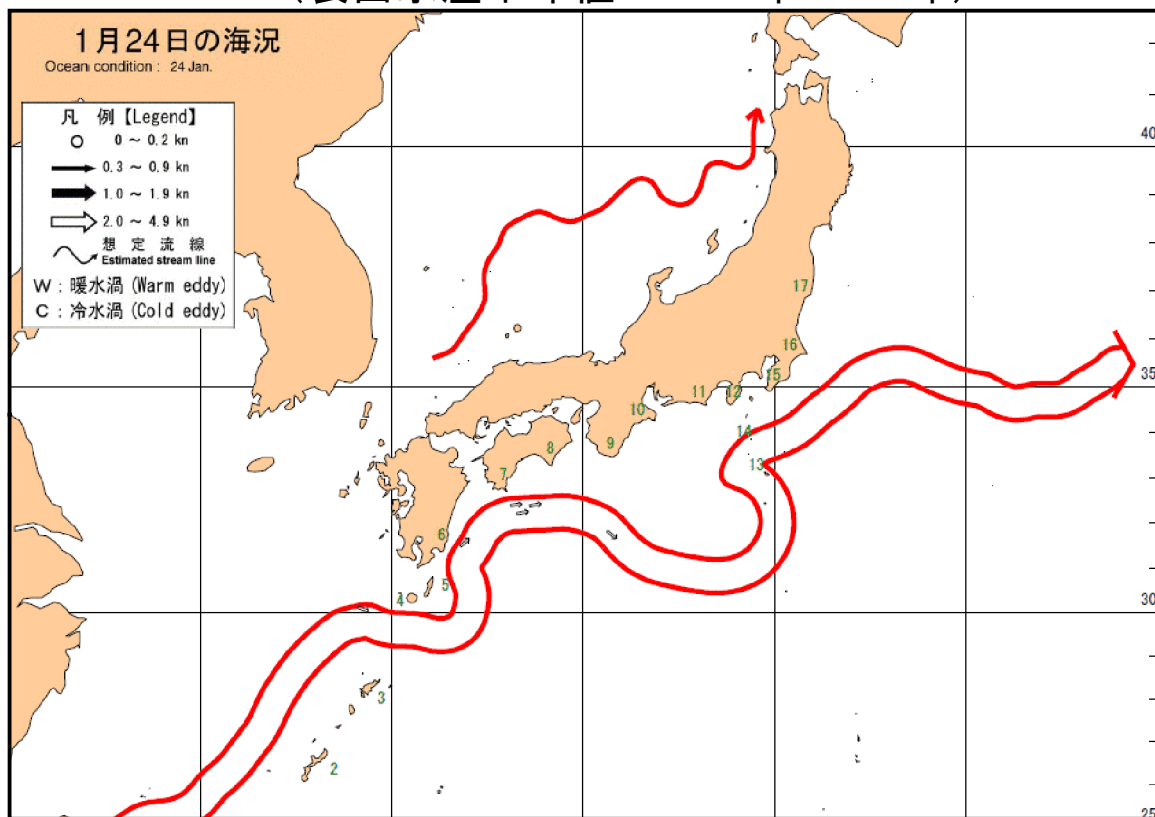 1月24日の海況
Ocean condition : 24 Jan.
凡 例【Legend】
0 ～ 0.2 kn
0.3 ～ 0.9 kn
1.0 ～ 1.9 kn
2.0 ～ 4.9 kn
想 定 流 線
Estimated stream line
W : 暖水渦 (Warm eddy)
C : 冷水渦 (Cold eddy)
40
17
16
35
15
12
11
10
14
9
8
13
7
6
5
30
4
3
2
25